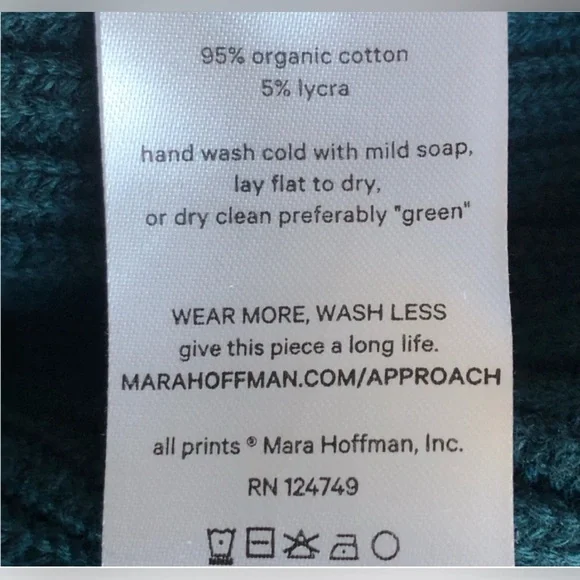 95% organic cotton
5% lycra
hand wash cold with mild soap,
lay flat to dry,
or dry clean preferably "green"
WEAR MORE, WASH LESS
give this piece a long life.
MARAHOFFMAN.COM/APPROACH
all prints ® Mara Hoffman, Inc.
RN 124749